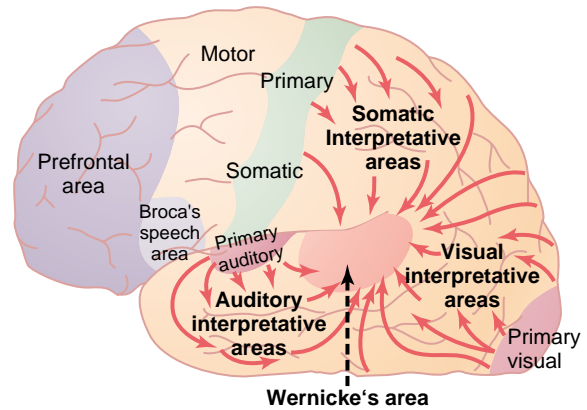 Motor
Primary
Somatic
Interpretative
areas
Prefrontal
area
Somatic
Broca's
speech
area
Primary
auditory
Visual
interpretative
areas
Auditory
interpretative
areas
Primary
visual
Wernicke‘s area